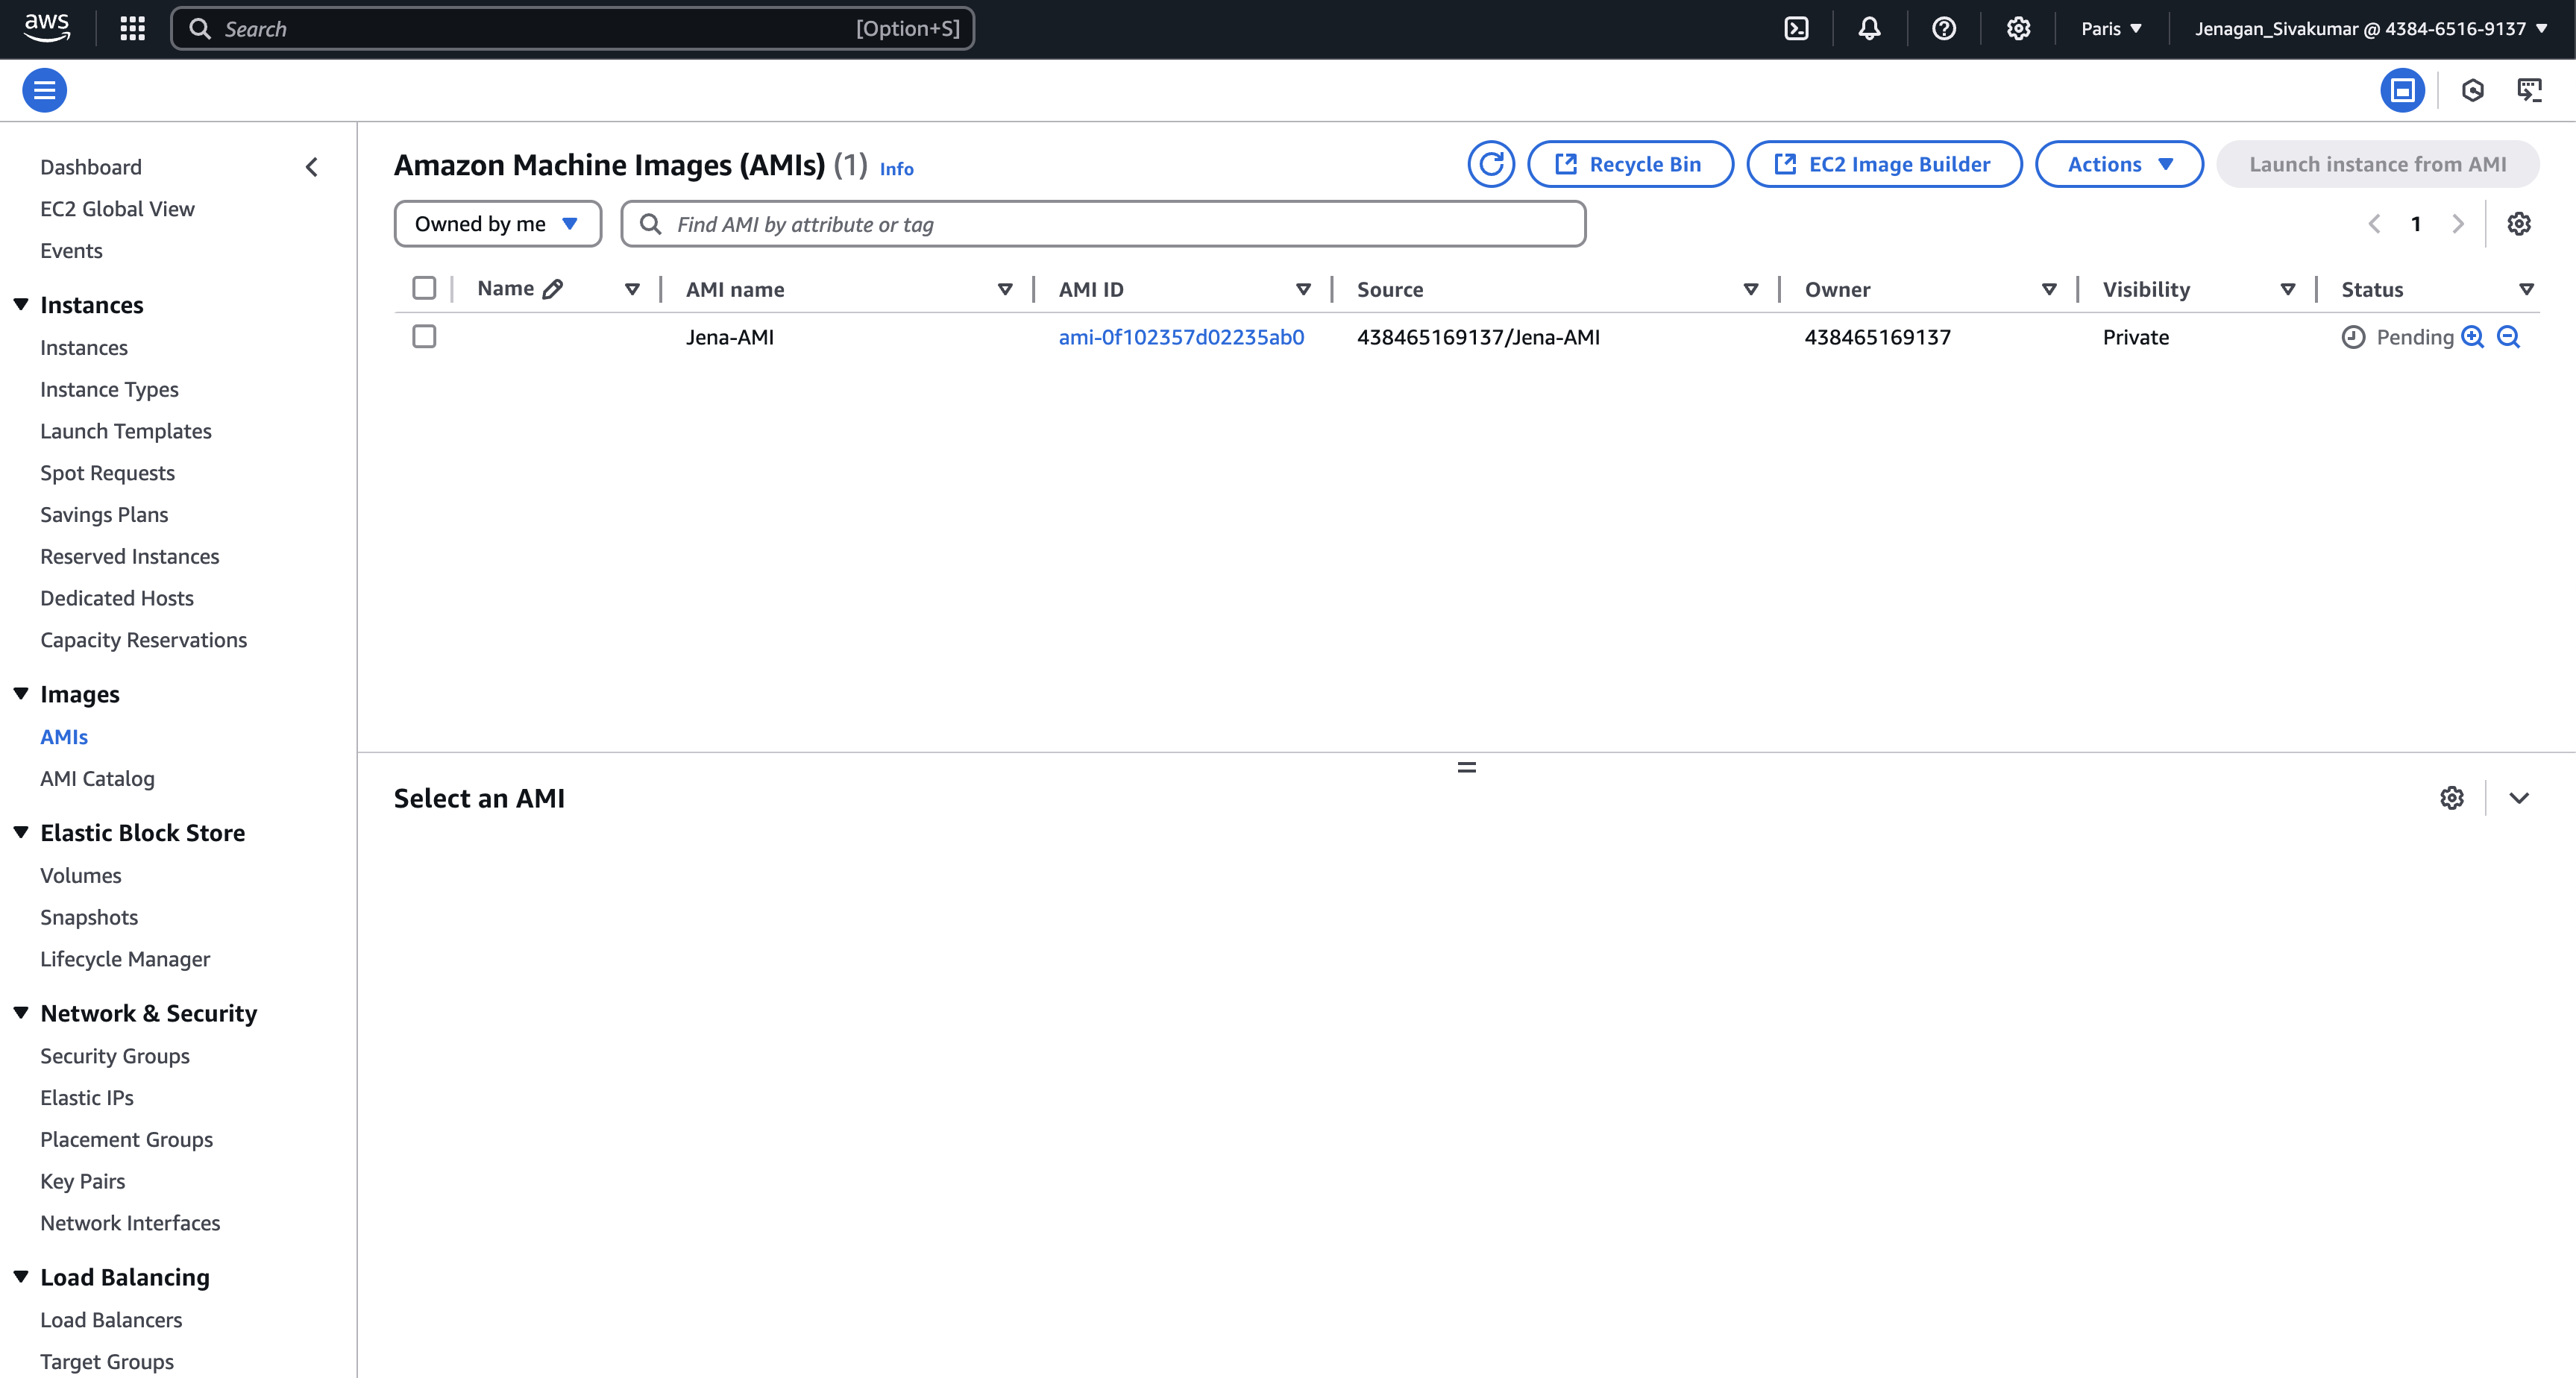 aws
Search [Option+S]
Paris
Jenagan_Sivakumar @ 4384-6516-9137
Dashboard
EC2 Global View
Events
Instances
Instances
Instance Types
Launch Templates
Spot Requests
Savings Plans
Reserved Instances
Dedicated Hosts
Capacity Reservations
Images
AMIs
AMI Catalog
Elastic Block Store
Volumes
Snapshots
Lifecycle Manager
Network & Security
Security Groups
Elastic IPs
Placement Groups
Key Pairs
Network Interfaces
Load Balancing
Load Balancers
Target Groups
Amazon Machine Images (AMIs) (1) Info
Recycle Bin
EC2 Image Builder
Actions
Launch instance from AMI
Owned by me
Find AMI by attribute or tag
1
Name AMI name AMI ID Source Owner Visibility Status
Jena-AMI ami-0f102357d02235ab0 438465169137/Jena-AMI 438465169137 Private Pending
Select an AMI